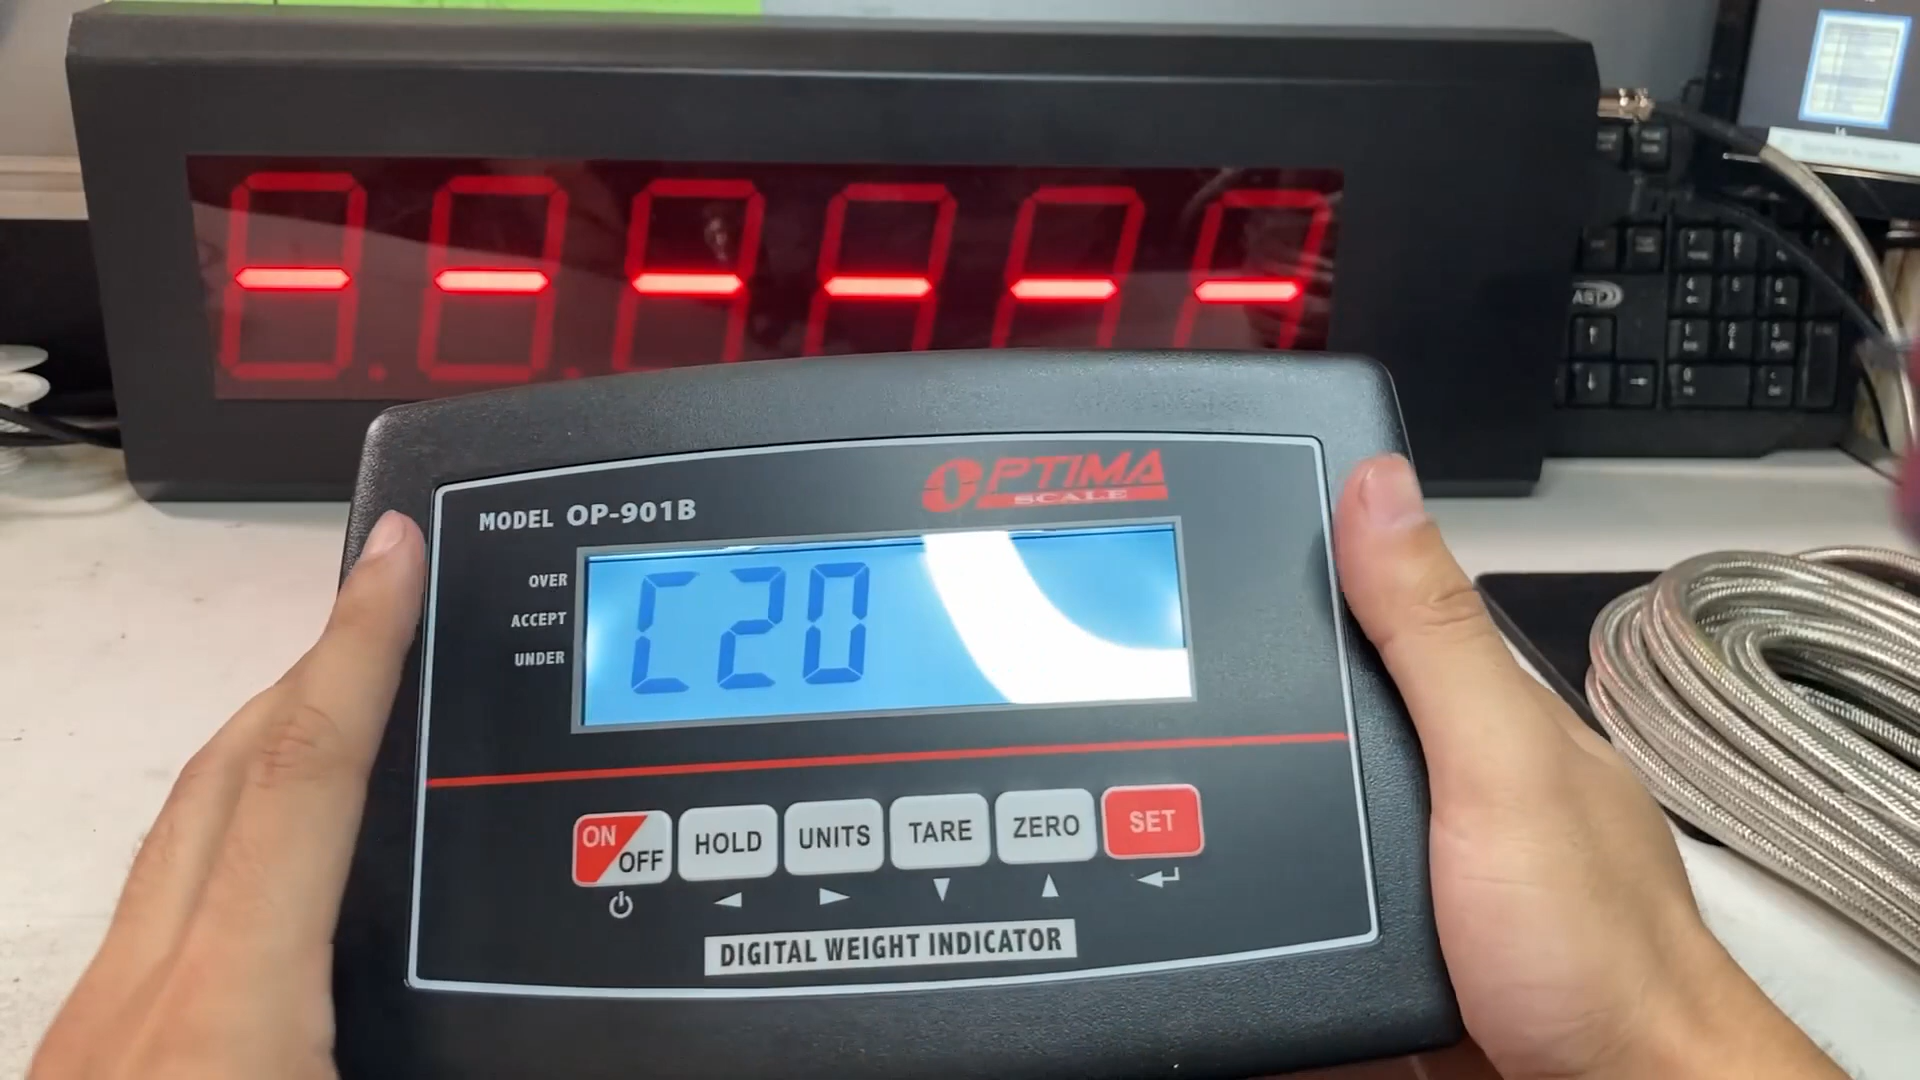 ------
MODEL OP-901B
OPTIMA
SCALE
OVER
ACCEPT
UNDER
C20
ON
OFF
HOLD
UNITS
TARE
ZERO
SET
DIGITAL WEIGHT INDICATOR